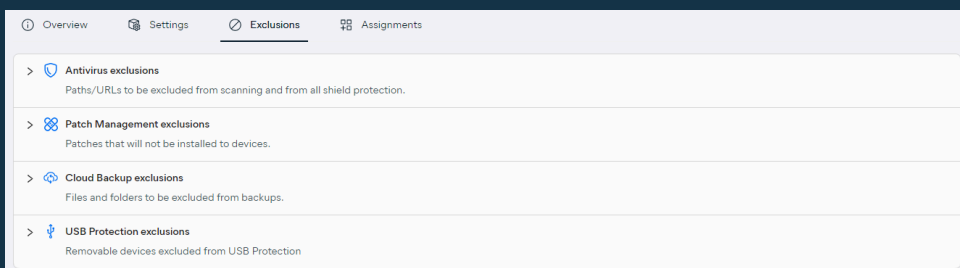 Overview Settings Exclusions Assignments
Antivirus exclusions
Paths/URLs to be excluded from scanning and from all shield protection.
Patch Management exclusions
Patches that will not be installed to devices.
Cloud Backup exclusions
Files and folders to be excluded from backups.
USB Protection exclusions
Removable devices excluded from USB Protection